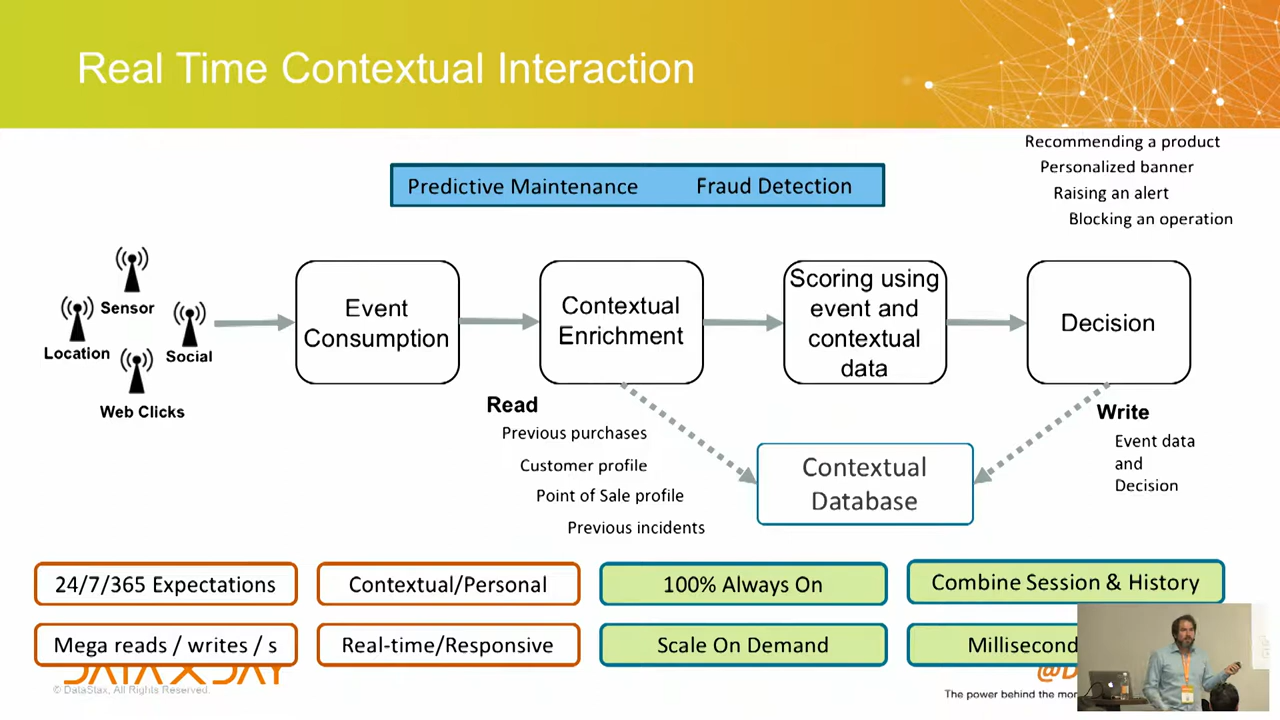 Real Time Contextual Interaction
Recommending a product
Personalized banner
Raising an alert
Blocking an operation
Predictive Maintenance Fraud Detection
Sensor
Location
Social
Web Clicks
Event
Consumption
Contextual
Enrichment
Scoring using
event and
contextual
data
Decision
Read
Previous purchases
Customer profile
Point of Sale profile
Previous incidents
Contextual
Database
Write
Event data
and
Decision
24/7/365 Expectations
Contextual/Personal
100% Always On
Combine Session & History
Mega reads / writes / s
Real-time/Responsive
Scale On Demand
Millisecond
DATA X DAY
© DataStax, All Rights Reserved.
The power behind the